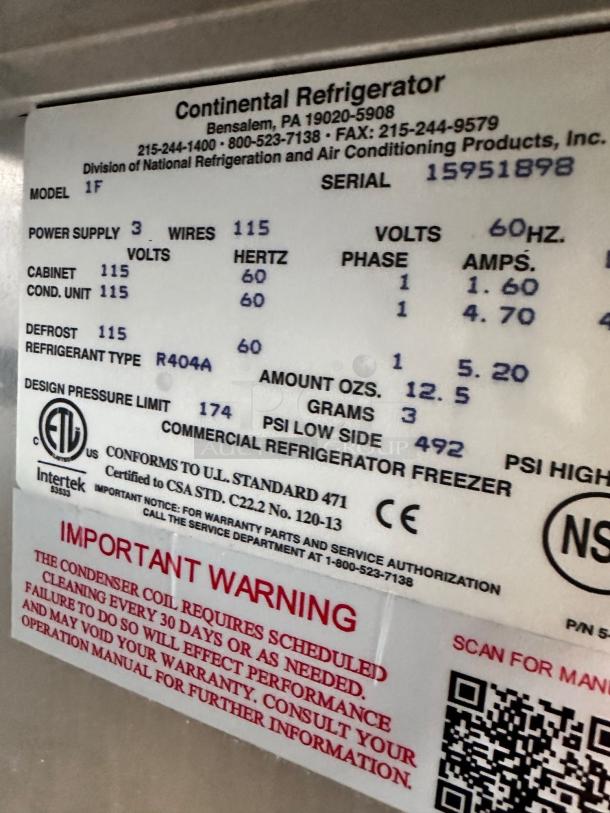 Continental Refrigerator
Bensalem, PA 19020-5908
215-244-1400 · 800-523-7138 · FAX: 215-244-9579
Division of National Refrigeration and Air Conditioning Products, Inc.
MODEL 1F SERIAL 15951898
POWER SUPPLY 3 WIRES 115 VOLTS 60HZ.
VOLTS HERTZ PHASE AMPS.
CABINET 115 60 1 1.60
COND. UNIT 115 60 1 4.70
DEFROST 115 60 1 5.20
REFRIGERANT TYPE R404A AMOUNT OZS. 12.5
GRAMS 3
DESIGN PRESSURE LIMIT 174 PSI LOW SIDE 492 PSI HIGH
COMMERCIAL REFRIGERATOR FREEZER
C ETL US
Intertek
53533
CONFORMS TO U.L. STANDARD 471
Certified to CSA STD. C22.2 No. 120-13
CE
NS
IMPORTANT NOTICE: FOR WARRANTY PARTS AND SERVICE AUTHORIZATION
CALL THE SERVICE DEPARTMENT AT 1-800-523-7138
P/N 5-
IMPORTANT WARNING
THE CONDENSER COIL REQUIRES SCHEDULED
CLEANING EVERY 30 DAYS OR AS NEEDED.
FAILURE TO DO SO WILL EFFECT PERFORMANCE
AND MAY VOID YOUR WARRANTY. CONSULT YOUR
OPERATION MANUAL FOR FURTHER INFORMATION.
SCAN FOR MANU